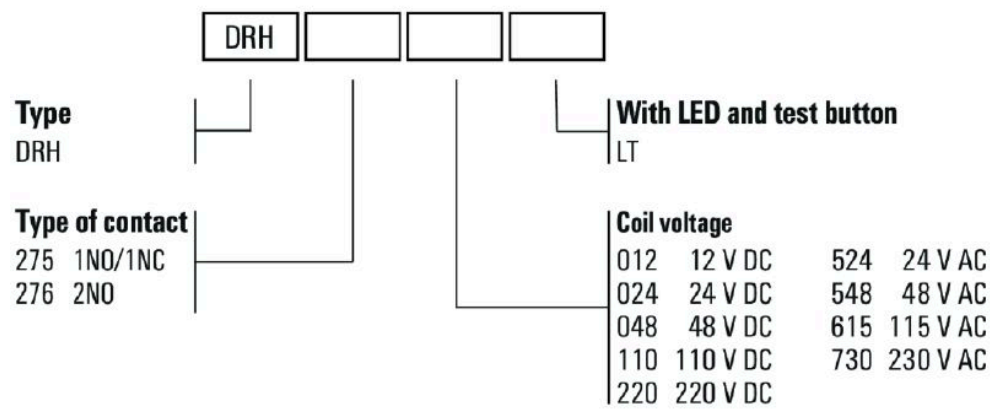 DRH
Type
DRH
With LED and test button
LT
Type of contact
275 1NO/1NC
276 2NO
Coil voltage
012 12 V DC 524 24 V AC
024 24 V DC 548 48 V AC
048 48 V DC 615 115 V AC
110 110 V DC 730 230 V AC
220 220 V DC